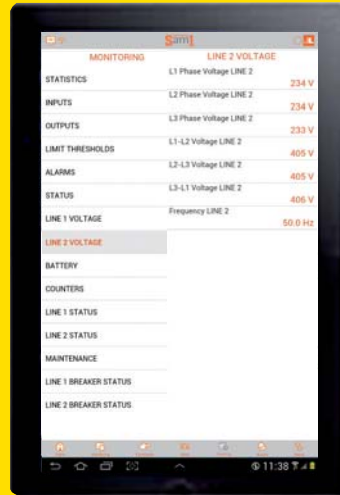 Sam1
MONITORING
STATISTICS
INPUTS
OUTPUTS
LIMIT THRESHOLDS
ALARMS
STATUS
LINE 1 VOLTAGE
LINE 2 VOLTAGE
BATTERY
COUNTERS
LINE 1 STATUS
LINE 2 STATUS
MAINTENANCE
LINE 1 BREAKER STATUS
LINE 2 BREAKER STATUS
LINE 2 VOLTAGE
L1 Phase Voltage LINE 2
234 V
L2 Phase Voltage LINE 2
234 V
L3 Phase Voltage LINE 2
233 V
L1-L2 Voltage LINE 2
405 V
L2-L3 Voltage LINE 2
405 V
L3-L1 Voltage LINE 2
406 V
Frequency LINE 2
50.0 Hz
11:38